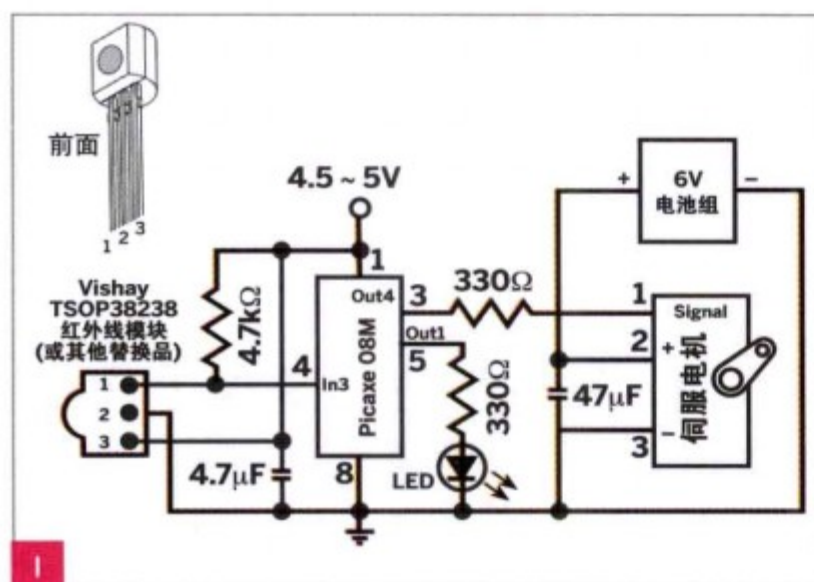 前面
1 2 3
4.5 ~ 5V
+
6V
电池组
−
Vishay
TSOP38238
红外线模块
(或其他替换品)
1
2
3
4.7kΩ
4
In3
1
Out4
3
Out1
5
Picaxe 08M
8
330Ω
330Ω
LED
4.7μF
47μF
1
Signal
2
+
3
−
伺服电机
I